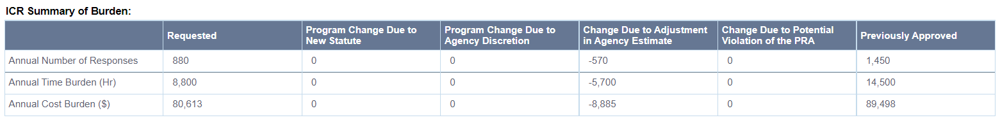 ICR Summary of Burden:
Requested Program Change Due to New Statute Program Change Due to Agency Discretion Change Due to Adjustment in Agency Estimate Change Due to Potential Violation of the PRA Previously Approved
Annual Number of Responses 880 0 0 -570 0 1,450
Annual Time Burden (Hr) 8,800 0 0 -5,700 0 14,500
Annual Cost Burden ($) 80,613 0 0 -8,885 0 89,498